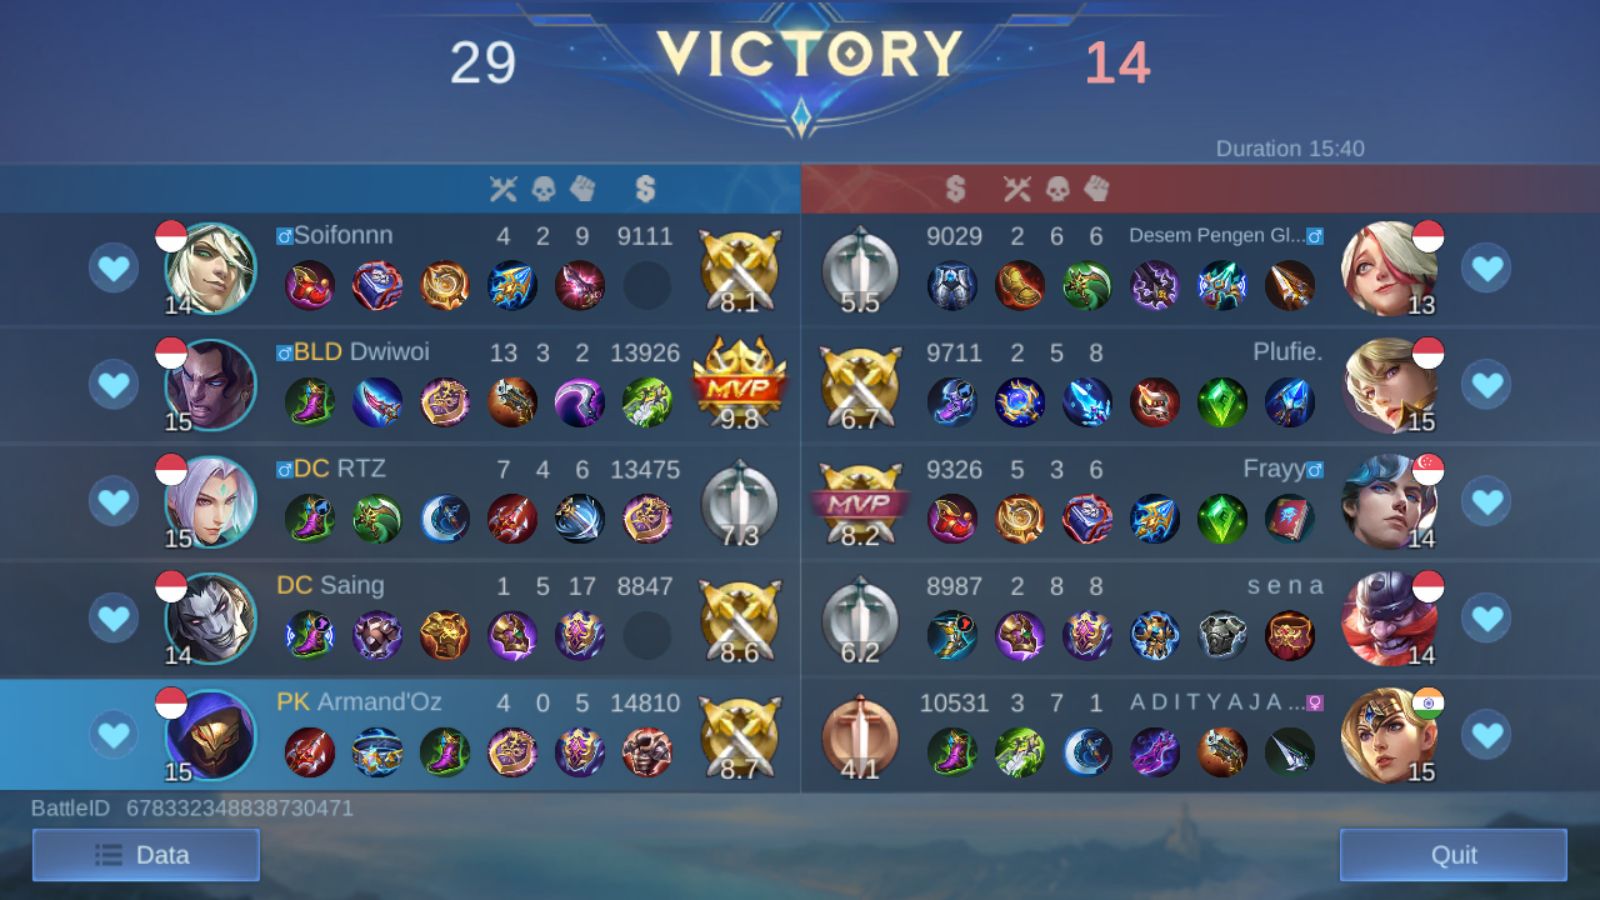 29 VICTORY 14
Duration 15:40
Soifonnn 4 2 9 9111
14 8.1
5.5 9029 2 6 6 Desem Pengen Gl...
13
BLD Dwiwoi 13 3 2 13926 MVP
15 9.8
6.7 9711 2 5 8 Plufie.
15
DC RTZ 7 4 6 13475
15 7.3
MVP 8.2 9326 5 3 6 Frayy
14
DC Saing 1 5 17 8847
14 8.6
6.2 8987 2 8 8 s e n a
14
PK Armand'Oz 4 0 5 14810
15 8.7
4.1 10531 3 7 1 A D I T Y A J A ...
15
BattleID 678332348838730471
Data Quit